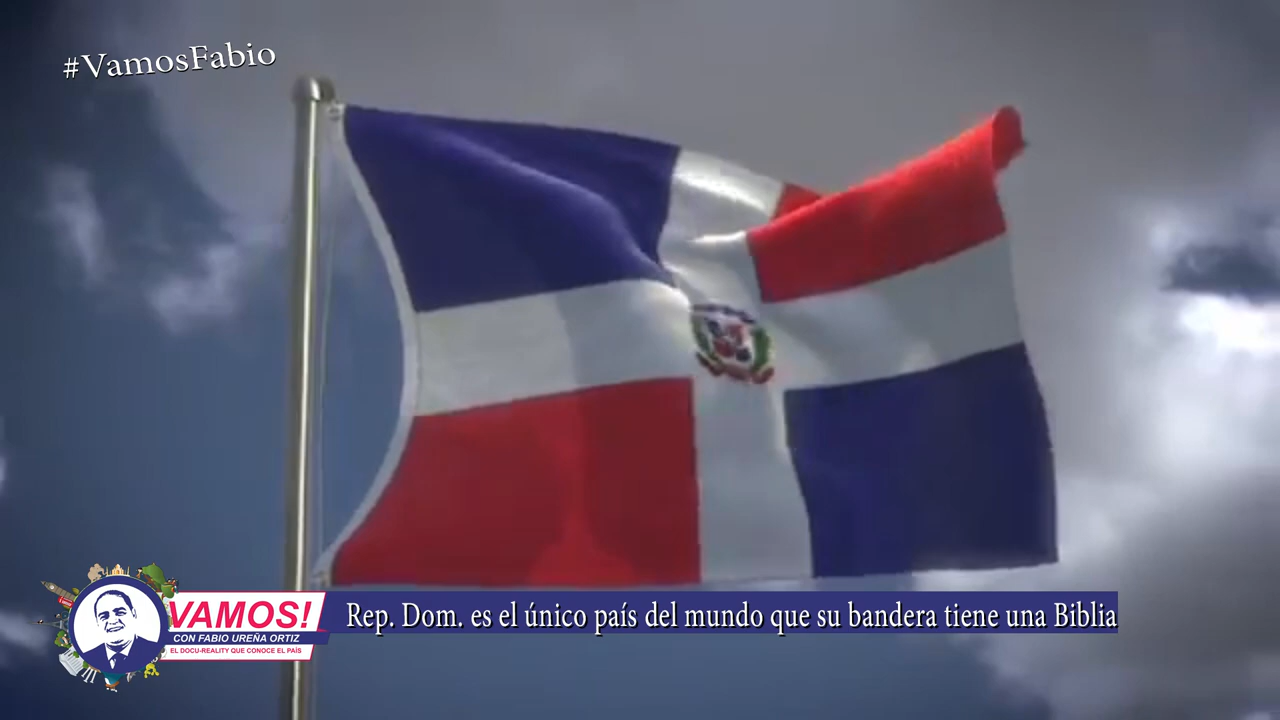 #VamosFabio
VAMOS!
CON FABIO UREÑA ORTIZ
EL DOCU-REALITY QUE CONOCE EL PAÍS
Rep. Dom. es el único país del mundo que su bandera tiene una Biblia